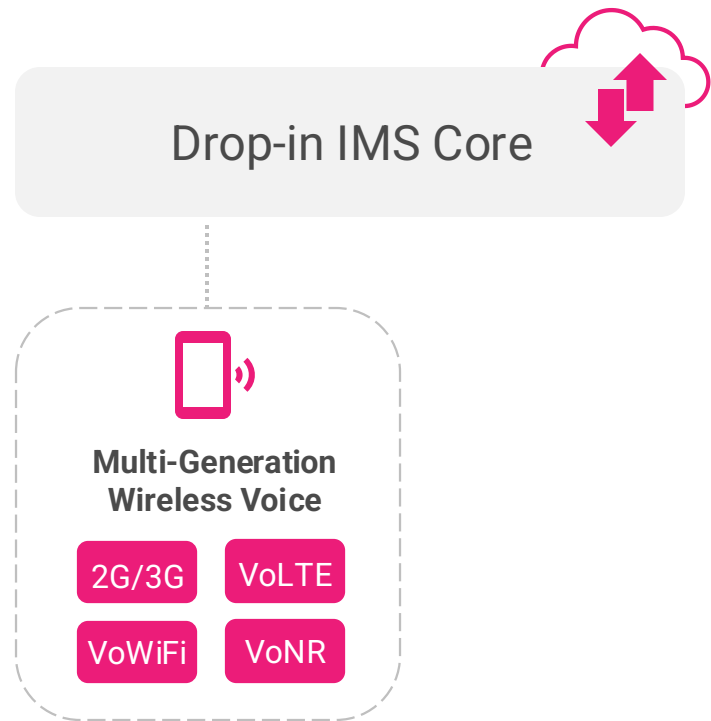 Drop-in IMS Core
Multi-Generation
Wireless Voice
2G/3G
VoLTE
VoWiFi
VoNR